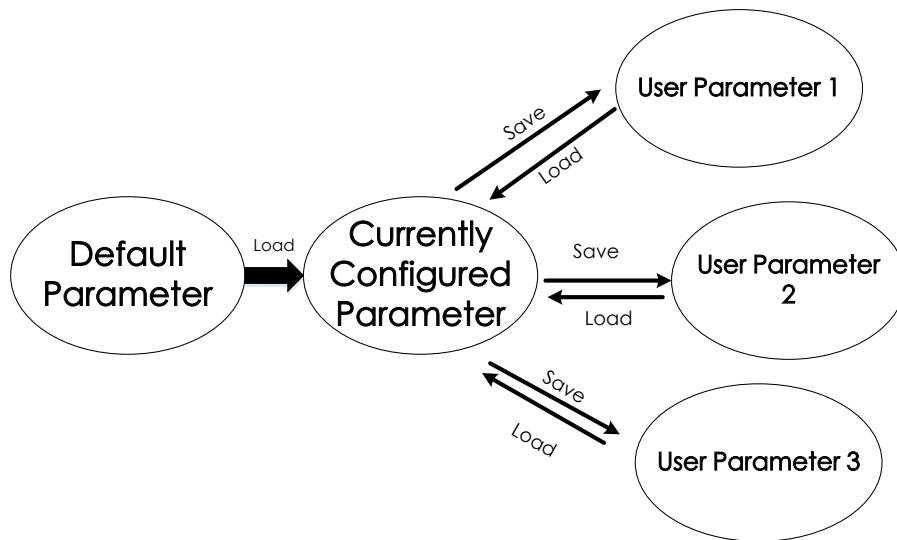 User Parameter 1
Save
Load
Default
Parameter
Load
Currently
Configured
Parameter
Save
Load
User Parameter
2
Save
Load
User Parameter 3